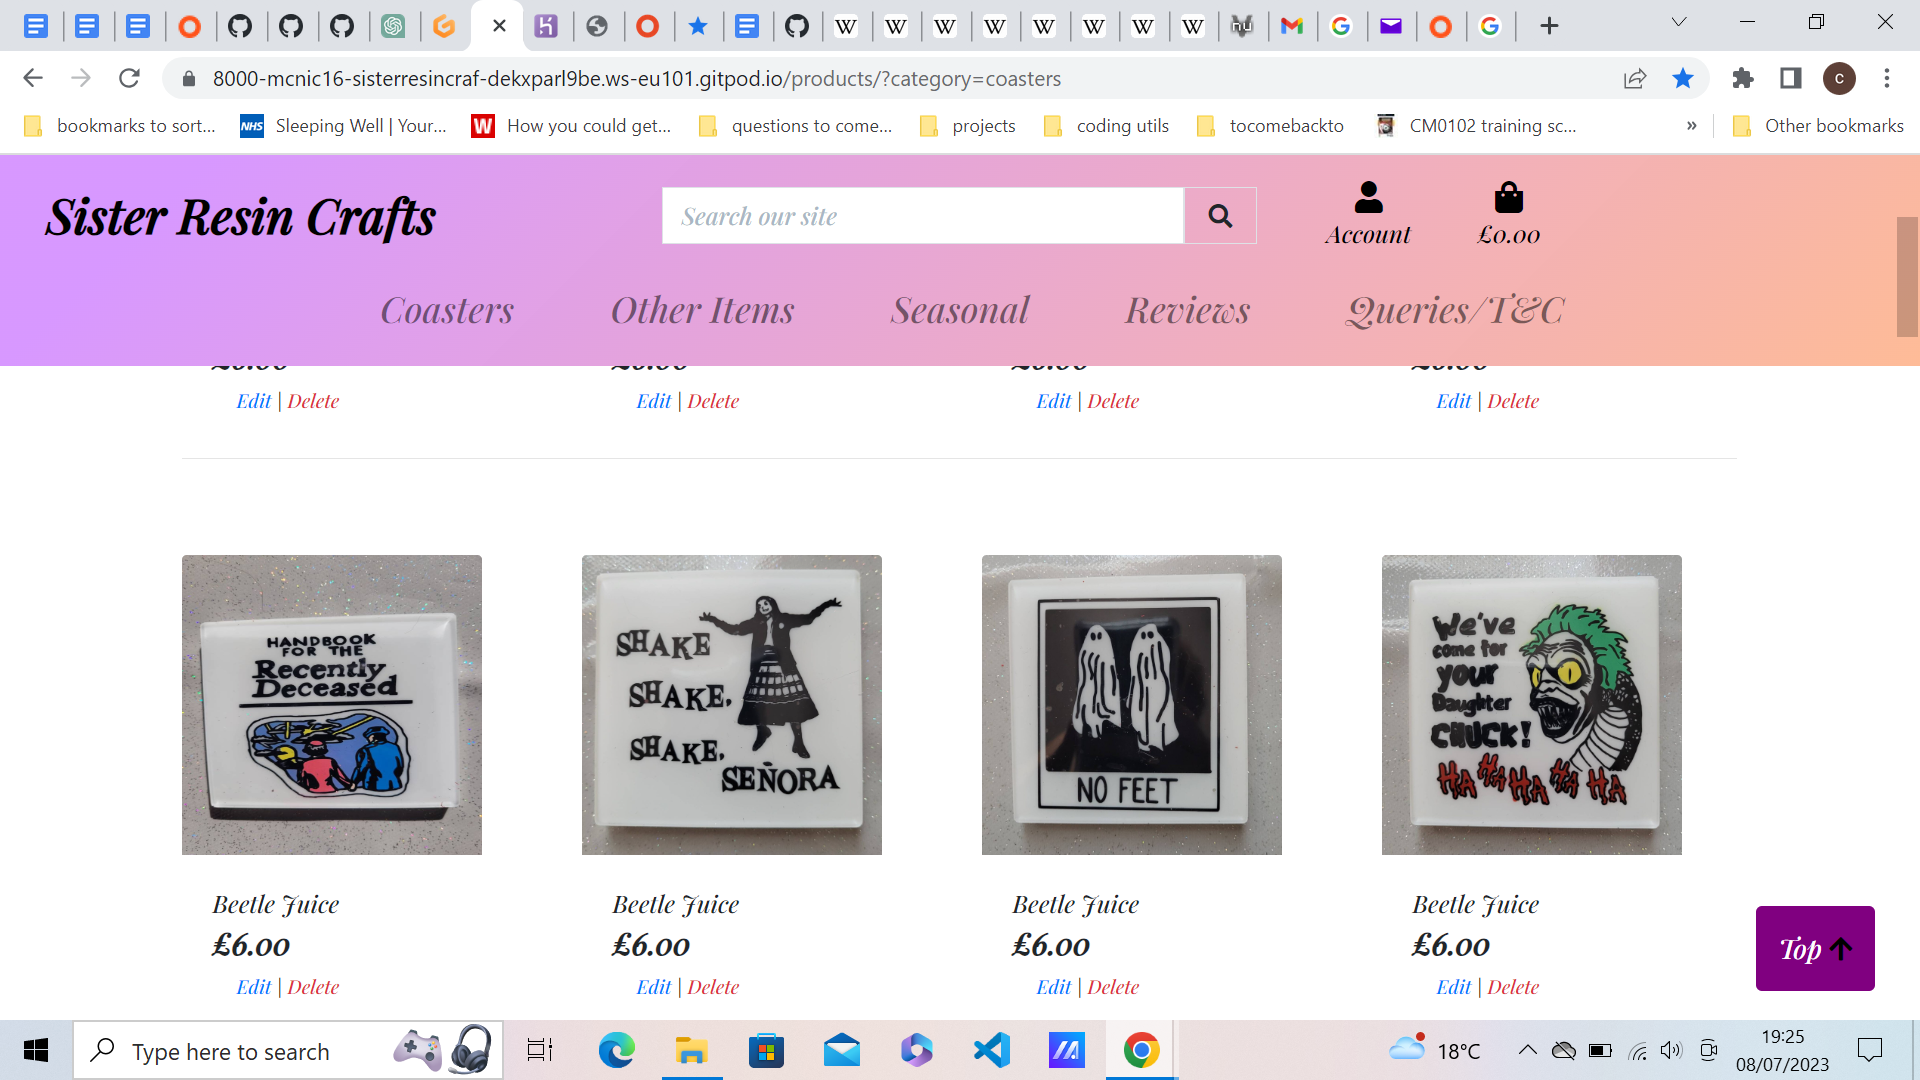 8000-mcnic16-sisterresincraf-dekxparl9be.ws-eu101.gitpod.io/products/?category=coasters
C
bookmarks to sort...
NHS
Sleeping Well | Your...
W
How you could get...
questions to come...
projects
coding utils
tocomebackto
CM0102 training sc...
»
Other bookmarks
Sister Resin Crafts
Search our site
Account
£0.00
Coasters
Other Items
Seasonal
Reviews
Queries/T&C
Edit | Delete
Edit | Delete
Edit | Delete
Edit | Delete
HANDBOOK
FOR THE
Recently
Deceased
SHAKE
SHAKE,
SHAKE,
SEÑORA
NO FEET
We've
come for
YOUR
Daughter
CHUCK!
HA HA HA HA HA
Beetle Juice
£6.00
Edit | Delete
Beetle Juice
£6.00
Edit | Delete
Beetle Juice
£6.00
Edit | Delete
Beetle Juice
£6.00
Edit | Delete
Top
Type here to search
18°C
19:25
08/07/2023